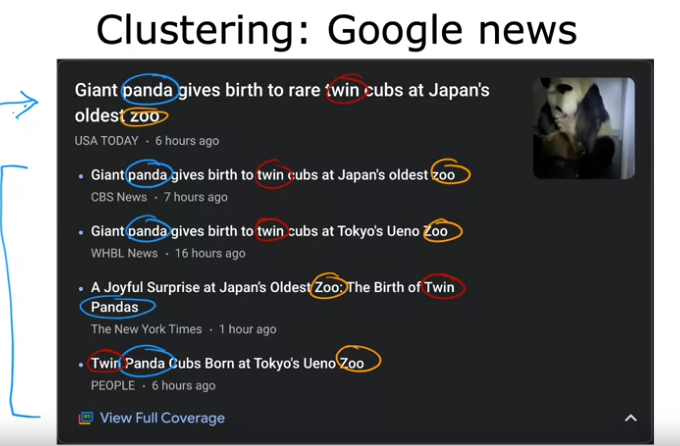 Clustering: Google news
Giant panda gives birth to rare twin cubs at Japan's
oldest zoo
USA TODAY · 6 hours ago
• Giant panda gives birth to twin cubs at Japan's oldest zoo
CBS News · 7 hours ago
• Giant panda gives birth to twin cubs at Tokyo's Ueno Zoo
WHBL News · 16 hours ago
• A Joyful Surprise at Japan's Oldest Zoo: The Birth of Twin
Pandas
The New York Times · 1 hour ago
• Twin Panda Cubs Born at Tokyo's Ueno Zoo
PEOPLE · 6 hours ago
View Full Coverage